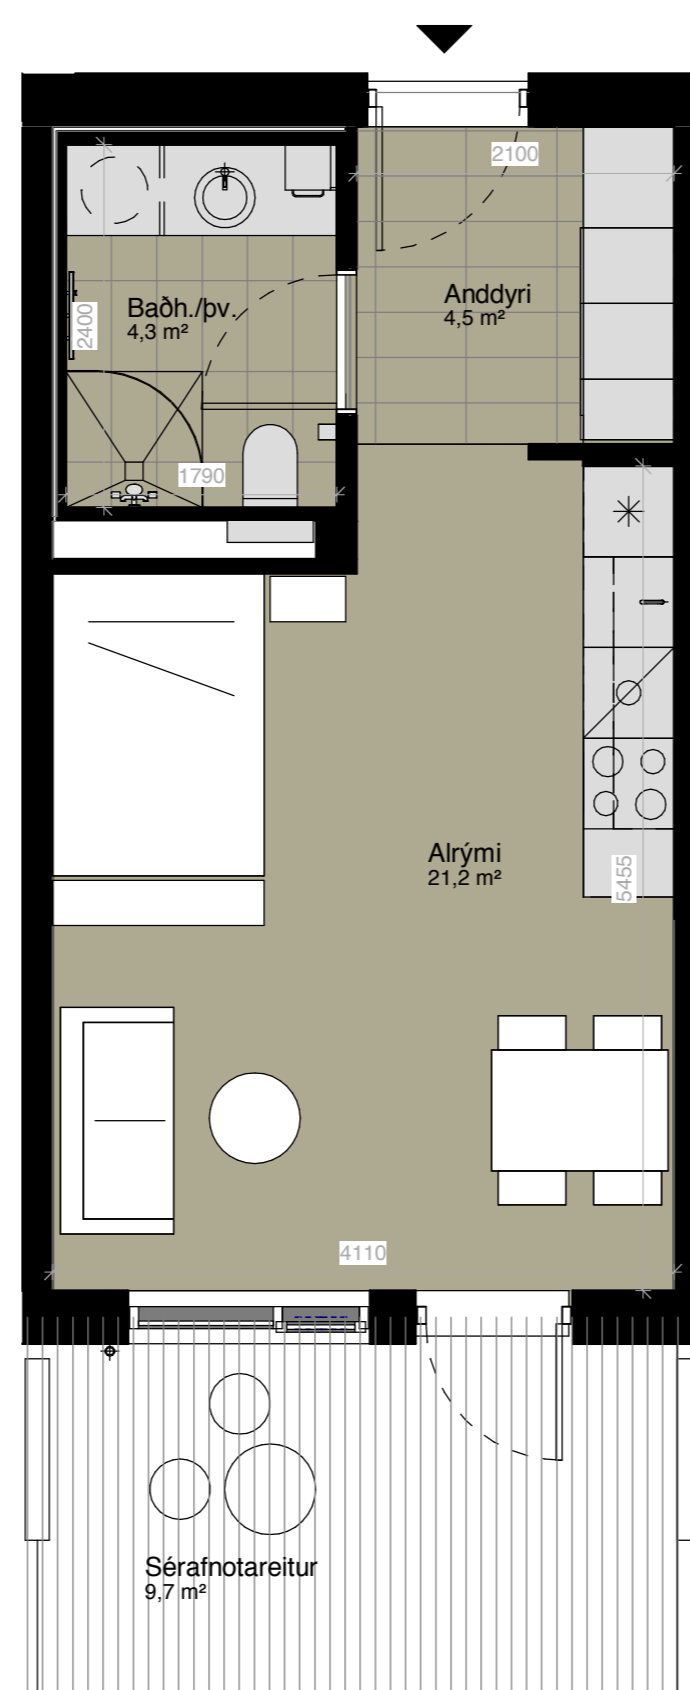 2100
Anddyri
4,5 m²
Baðh./þv.
4,3 m²
2400
1790
Alrými
21,2 m²
5455
4110
Sérafnotareitur
9,7 m²